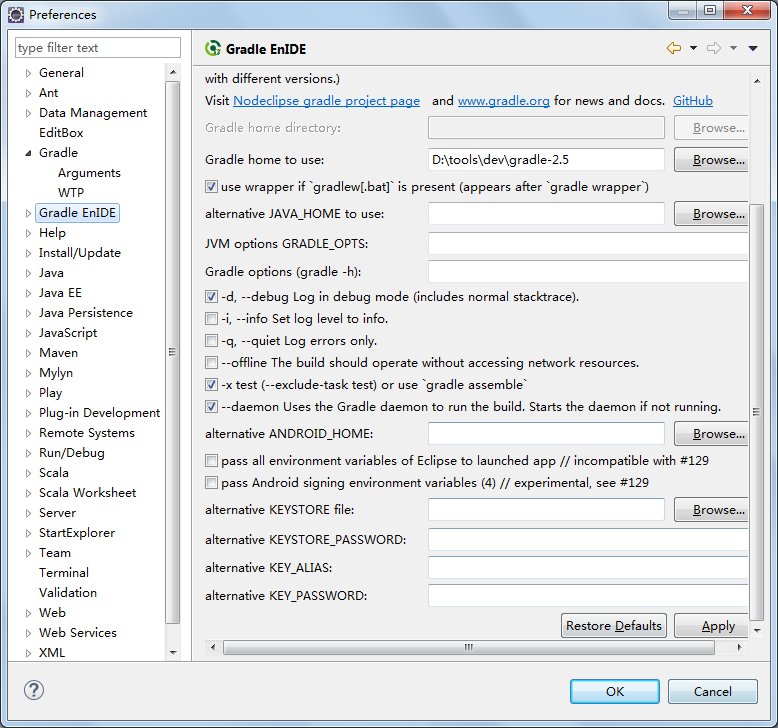 Preferences
type filter text
General
Ant
Data Management
EditBox
Gradle
Arguments
WTP
Gradle EnIDE
Help
Install/Update
Java
Java EE
Java Persistence
JavaScript
Maven
Mylyn
Play
Plug-in Development
Remote Systems
Run/Debug
Scala
Scala Worksheet
Server
StartExplorer
Team
Terminal
Validation
Web
Web Services
XML
Gradle EnIDE
with different versions.)
Visit Nodeclipse gradle project page and www.gradle.org for news and docs. GitHub
Gradle home directory: Browse...
Gradle home to use: D:\tools\dev\gradle-2.5 Browse...
use wrapper if `gradlew[.bat]` is present (appears after `gradle wrapper`)
alternative JAVA_HOME to use: Browse...
JVM options GRADLE_OPTS:
Gradle options (gradle -h):
-d, --debug Log in debug mode (includes normal stacktrace).
-i, --info Set log level to info.
-q, --quiet Log errors only.
--offline The build should operate without accessing network resources.
-x test (--exclude-task test) or use `gradle assemble`
--daemon Uses the Gradle daemon to run the build. Starts the daemon if not running.
alternative ANDROID_HOME: Browse...
pass all environment variables of Eclipse to launched app // incompatible with #129
pass Android signing environment variables (4) // experimental, see #129
alternative KEYSTORE file: Browse...
alternative KEYSTORE_PASSWORD:
alternative KEY_ALIAS:
alternative KEY_PASSWORD:
Restore Defaults Apply
? OK Cancel